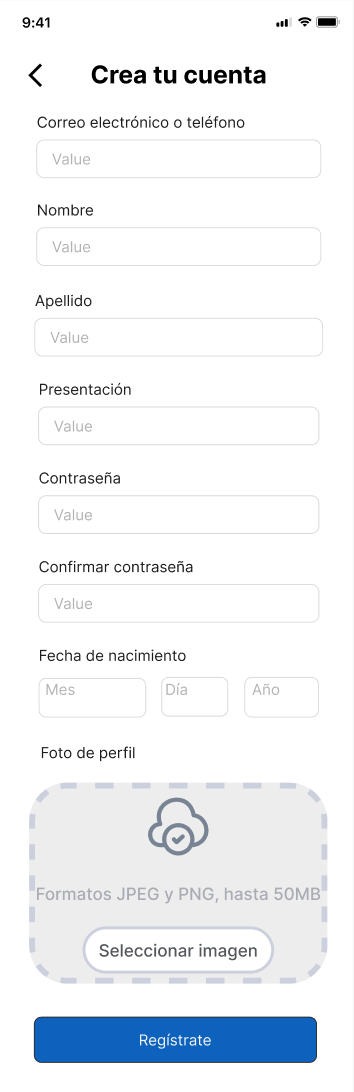 9:41
Crea tu cuenta
Correo electrónico o teléfono
Value
Nombre
Value
Apellido
Value
Presentación
Value
Contraseña
Value
Confirmar contraseña
Value
Fecha de nacimiento
Mes Día Año
Foto de perfil
Formatos JPEG y PNG, hasta 50MB
Seleccionar imagen
Regístrate